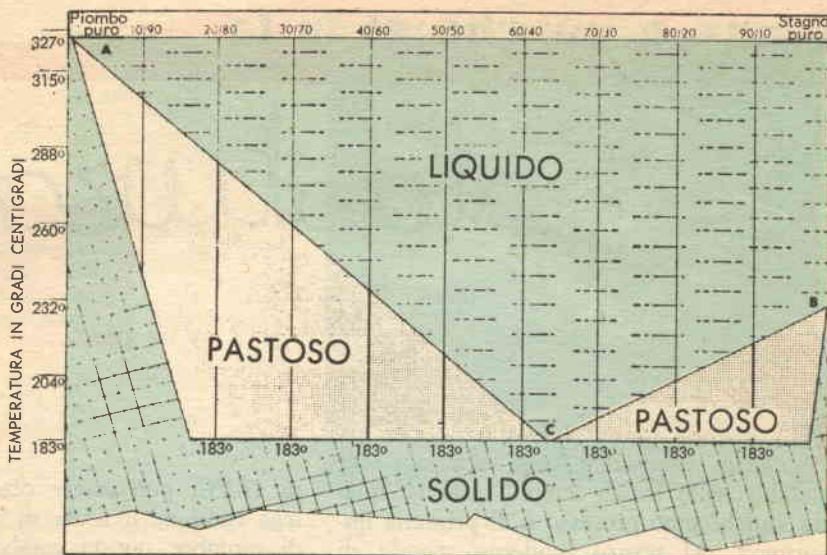 Piombo
puro 10/90 20/80 30/70 40/60 50/50 60/40 70/30 80/20 90/10 Stagno
puro
327°
A
315°
288°
LIQUIDO
260°
232°
B
PASTOSO
204°
PASTOSO
C
183°
183° 183° 183° 183° 183° 183° 183° 183°
SOLIDO
TEMPERATURA IN GRADI CENTIGRADI